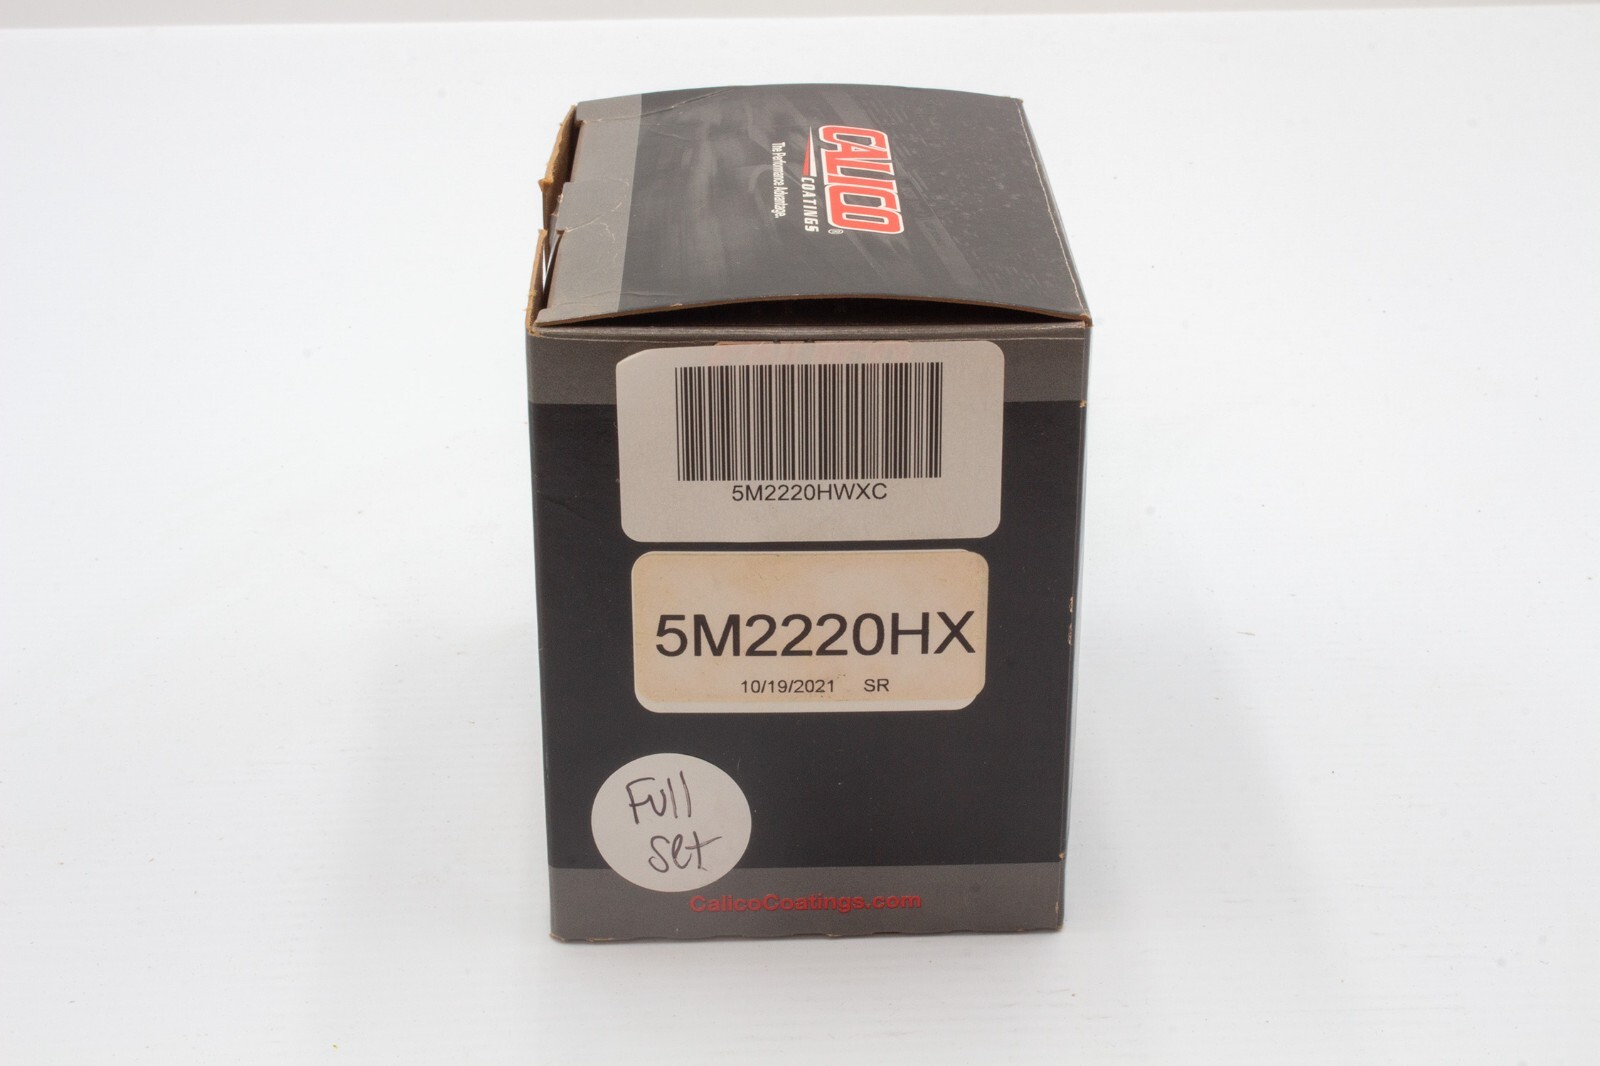 CALICO®
COATINGS
The Performance Advantage.
5M2220HWXC
5M2220HX
10/19/2021 SR
Full
Set
CalicoCoatings.com